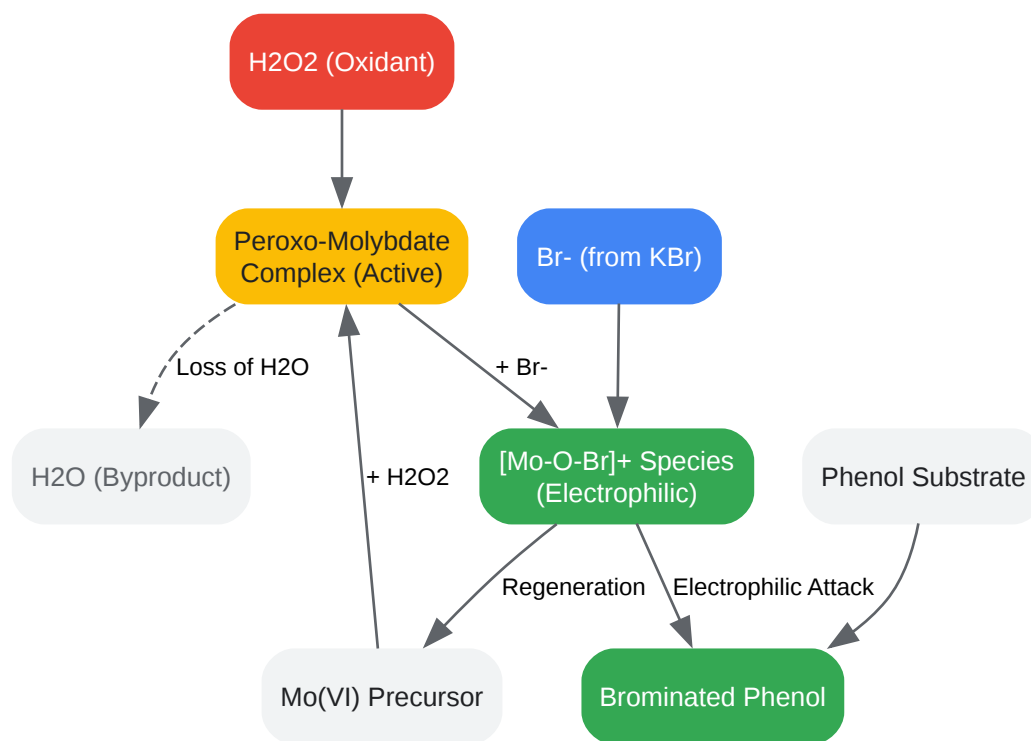 H2O2 (Oxidant)
Peroxo-Molybdate
Complex (Active)
Br- (from KBr)
Loss of H2O
+ Br-
H2O (Byproduct)
+ H2O2
[Mo-O-Br]+ Species
(Electrophilic)
Phenol Substrate
Regeneration
Electrophilic Attack
Mo(VI) Precursor
Brominated Phenol